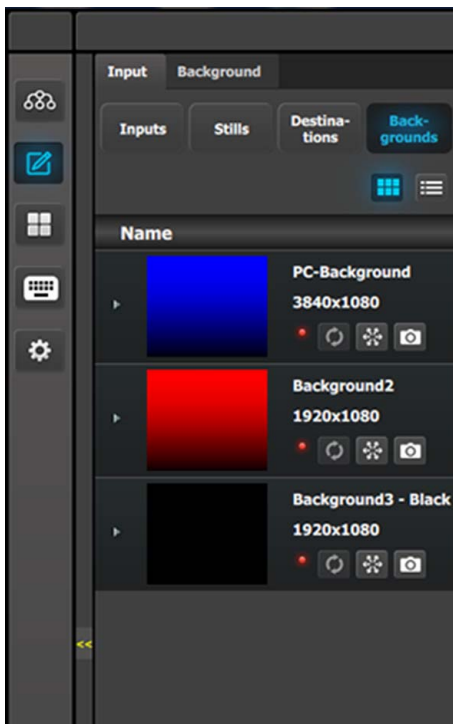 Input Background
Inputs Stills Destina-
tions Back-
grounds
Name
PC-Background
3840x1080
Background2
1920x1080
Background3 - Black
1920x1080
<<